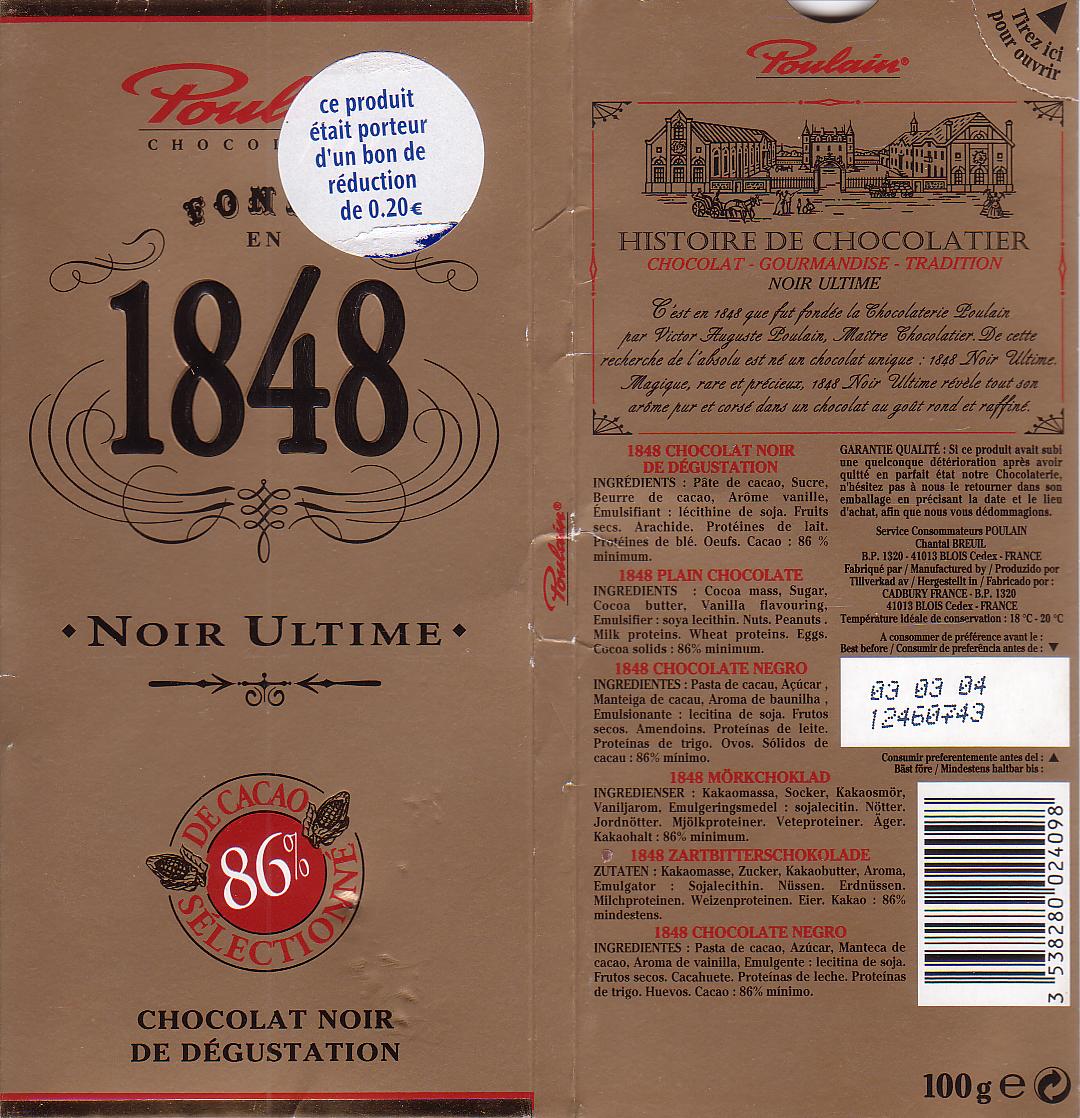 Poul
CHOCOL
ce produit
était porteur
d'un bon de
réduction
de 0.20€
EN
1848
NOIR ULTIME
DE CACAO
86%
SÉLECTIONNÉ
CHOCOLAT NOIR
DE DÉGUSTATION
Poulain®
Poulain®
Tirez ici
pour ouvrir
HISTOIRE DE CHOCOLATIER
CHOCOLAT - GOURMANDISE - TRADITION
NOIR ULTIME
C'est en 1848 que fut fondée la Chocolaterie Poulain
par Victor Auguste Poulain, Maître Chocolatier. De cette
recherche de l'absolu est né un chocolat unique : 1848 Noir Ultime.
Magique, rare et précieux, 1848 Noir Ultime révèle tout son
arôme pur et corsé dans un chocolat au goût rond et raffiné.
1848 CHOCOLAT NOIR
DE DÉGUSTATION
INGRÉDIENTS : Pâte de cacao, Sucre,
Beurre de cacao, Arôme vanille,
Émulsifiant : lécithine de soja. Fruits
secs. Arachide. Protéines de lait.
Protéines de blé. Oeufs. Cacao : 86 %
minimum.
1848 PLAIN CHOCOLATE
INGREDIENTS : Cocoa mass, Sugar,
Cocoa butter, Vanilla flavouring,
Emulsifier : soya lecithin. Nuts. Peanuts .
Milk proteins. Wheat proteins. Eggs.
Cocoa solids : 86% minimum.
1848 CHOCOLATE NEGRO
INGREDIENTES : Pasta de cacau, Açúcar ,
Manteiga de cacau, Aroma de baunilha ,
Emulsionante : lecitina de soja. Frutos
secos. Amendoins. Proteínas de leite.
Proteínas de trigo. Ovos. Sólidos de
cacau : 86% mínimo.
1848 MÖRKCHOKLAD
INGREDIENSER : Kakaomassa, Socker, Kakaosmör,
Vaniljarom. Emulgeringsmedel : sojalecitin. Nötter.
Jordnötter. Mjölkproteiner. Veteproteiner. Äger.
Kakaohalt : 86% minimum.
1848 ZARTBITTERSCHOKOLADE
ZUTATEN : Kakaomasse, Zucker, Kakaobutter, Aroma,
Emulgator : Sojalecithin. Nüssen. Erdnüssen.
Milchproteinen. Weizenproteinen. Eier. Kakao : 86%
mindestens.
1848 CHOCOLATE NEGRO
INGREDIENTES : Pasta de cacao, Azúcar, Manteca de
cacao, Aroma de vainiila, Emulgente : lecitina de soja.
Frutos secos. Cacahuete. Proteínas de leche. Proteínas
de trigo. Huevos. Cacao : 86% mínimo.
GARANTIE QUALITÉ : Si ce produit avait subi
une quelconque détérioration après avoir
quitté en parfait état notre Chocolaterie,
n'hésitez pas à nous le retourner dans son
emballage en précisant la date et le lieu
d'achat, afin que nous vous dédommagions.
Service Consommateurs POULAIN
Chantal BREUIL
B.P. 1320 - 41013 BLOIS Cedex - FRANCE
Fabriqué par / Manufactured by / Produzido por
Tillverkad av / Hergestellt in / Fabricado por :
CADBURY FRANCE - B.P. 1320
41013 BLOIS Cedex - FRANCE
Température idéale de conservation : 18 °C - 20 °C
A consommer de préférence avant le :
Best before / Consumir de preferência antes de : ▼
03 03 04
12460743
Consumir preferentemente antes del : ▲
Bäst före / Mindestens haltbar bis :
3 538280 024098
100 g ℮